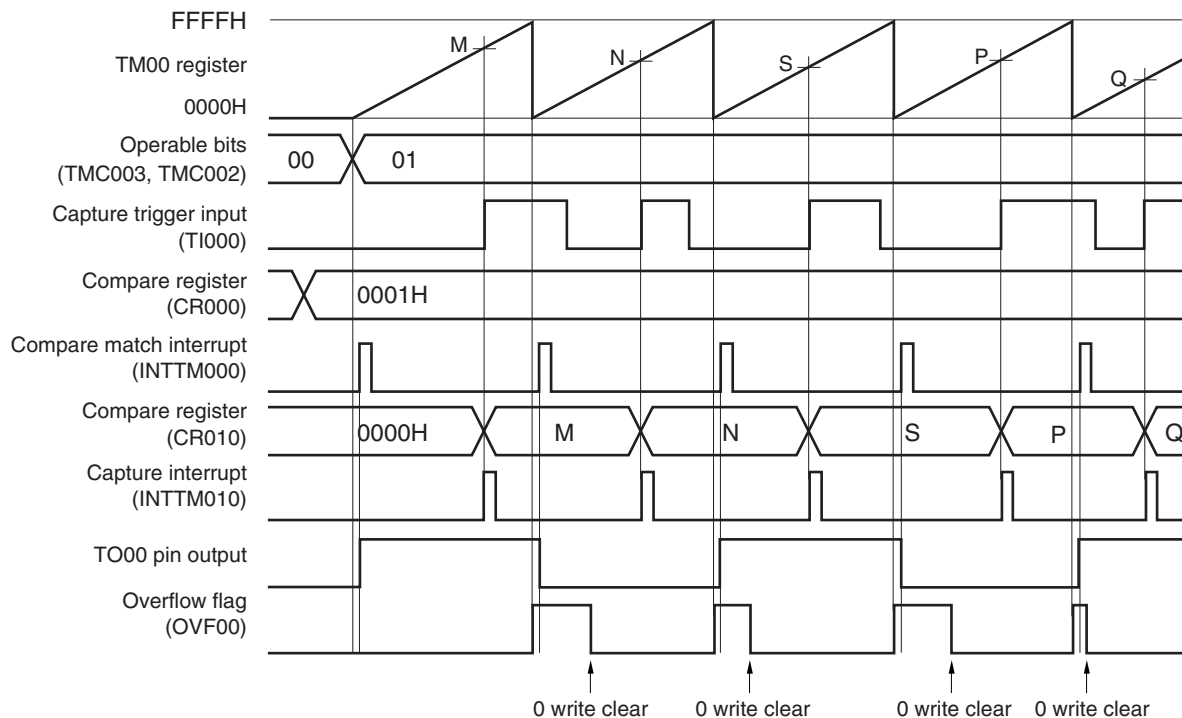 FFFFH
TM00 register
0000H
M
N
S
P
Q
Operable bits
(TMC003, TMC002)
00
01
Capture trigger input
(TI000)
Compare register
(CR000)
0001H
Compare match interrupt
(INTTM000)
Compare register
(CR010)
0000H
M
N
S
P
Q
Capture interrupt
(INTTM010)
TO00 pin output
Overflow flag
(OVF00)
0 write clear
0 write clear
0 write clear
0 write clear